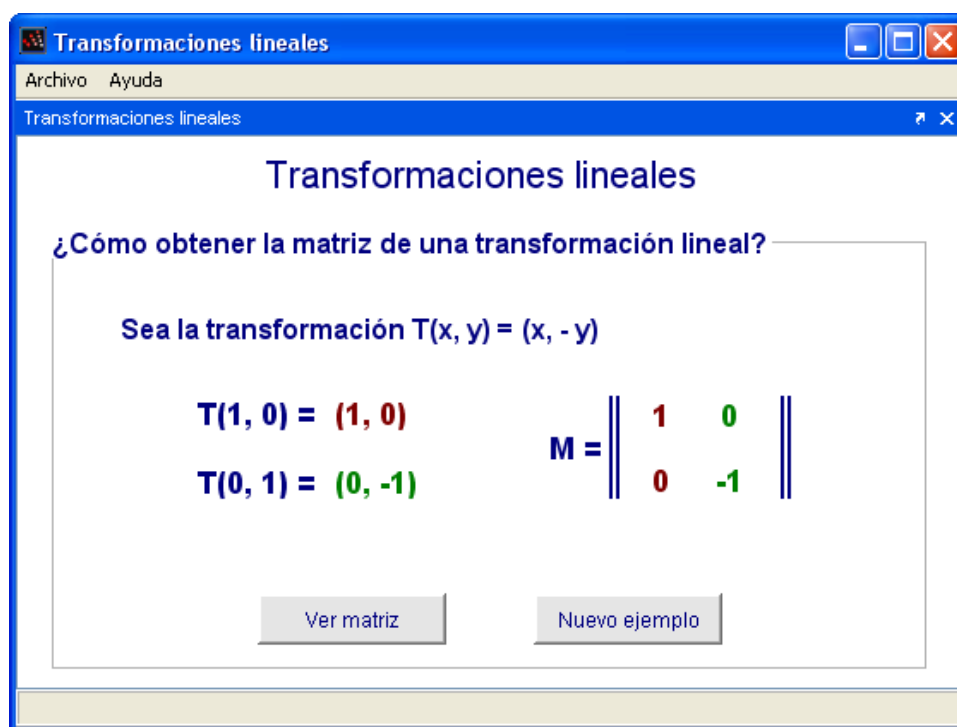 Transformaciones lineales
Archivo Ayuda
Transformaciones lineales
Transformaciones lineales
¿Cómo obtener la matriz de una transformación lineal?
Sea la transformación T(x, y) = (x, - y)
T(1, 0) = (1, 0)
T(0, 1) = (0, -1)
M =
1 0
0 -1
Ver matriz
Nuevo ejemplo